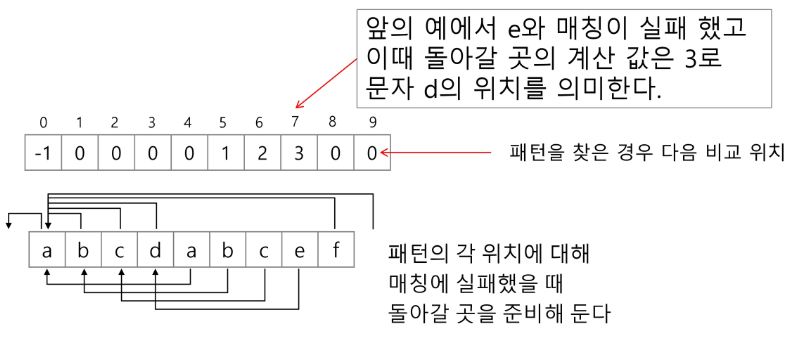 앞의 예에서 e와 매칭이 실패 했고
이때 돌아갈 곳의 계산 값은 3로
문자 d의 위치를 의미한다.
0 1 2 3 4 5 6 7 8 9
-1 0 0 0 0 1 2 3 0 0
패턴을 찾은 경우 다음 비교 위치
a b c d a b c e f
패턴의 각 위치에 대해
매칭에 실패했을 때
돌아갈 곳을 준비해 둔다